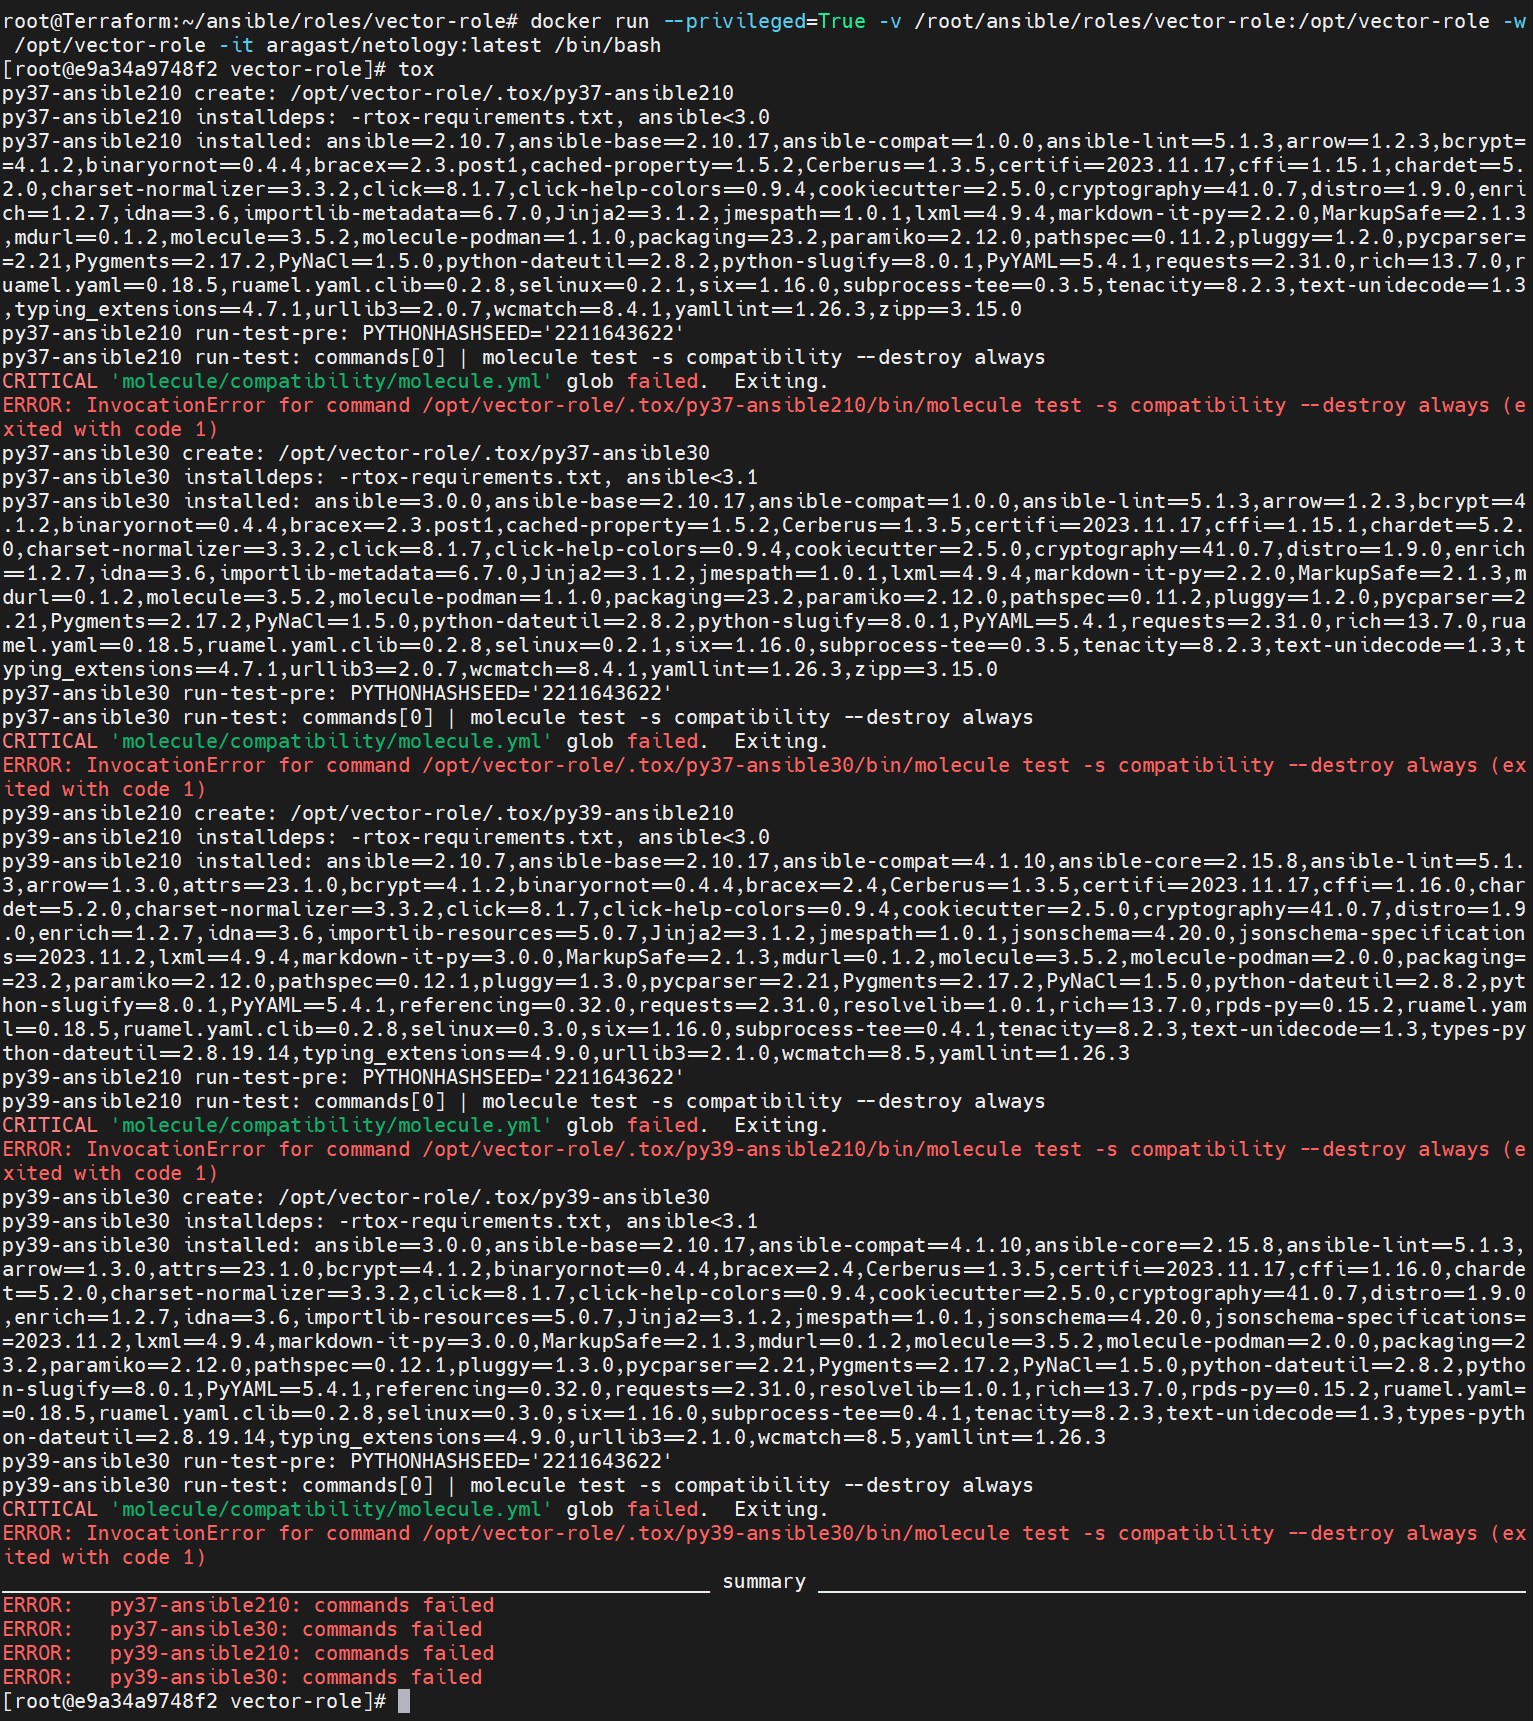 root@Terraform:~/ansible/roles/vector-role# docker run --privileged=True -v /root/ansible/roles/vector-role:/opt/vector-role -w
 /opt/vector-role -it aragast/netology:latest /bin/bash
[root@e9a34a9748f2 vector-role]# tox
py37-ansible210 create: /opt/vector-role/.tox/py37-ansible210
py37-ansible210 installdeps: -rtox-requirements.txt, ansible<3.0
py37-ansible210 installed: ansible==2.10.7,ansible-base==2.10.17,ansible-compat==1.0.0,ansible-lint==5.1.3,arrow==1.2.3,bcrypt=
=4.1.2,binaryornot==0.4.4,bracex==2.3.post1,cached-property==1.5.2,Cerberus==1.3.5,certifi==2023.11.17,cffi==1.15.1,chardet==5.
2.0,charset-normalizer==3.3.2,click==8.1.7,click-help-colors==0.9.4,cookiecutter==2.5.0,cryptography==41.0.7,distro==1.9.0,enri
ch==1.2.7,idna==3.6,importlib-metadata==6.7.0,Jinja2==3.1.2,jmespath==1.0.1,lxml==4.9.4,markdown-it-py==2.2.0,MarkupSafe==2.1.3
,mdurl==0.1.2,molecule==3.5.2,molecule-podman==1.1.0,packaging==23.2,paramiko==2.12.0,pathspec==0.11.2,pluggy==1.2.0,pycparser=
=2.21,Pygments==2.17.2,PyNaCl==1.5.0,python-dateutil==2.8.2,python-slugify==8.0.1,PyYAML==5.4.1,requests==2.31.0,rich==13.7.0,r
uamel.yaml==0.18.5,ruamel.yaml.clib==0.2.8,selinux==0.2.1,six==1.16.0,subprocess-tee==0.3.5,tenacity==8.2.3,text-unidecode==1.3
,typing_extensions==4.7.1,urllib3==2.0.7,wcmatch==8.4.1,yamllint==1.26.3,zipp==3.15.0
py37-ansible210 run-test-pre: PYTHONHASHSEED='2211643622'
py37-ansible210 run-test: commands[0] | molecule test -s compatibility --destroy always
CRITICAL 'molecule/compatibility/molecule.yml' glob failed.  Exiting.
ERROR: InvocationError for command /opt/vector-role/.tox/py37-ansible210/bin/molecule test -s compatibility --destroy always (e
xited with code 1)
py37-ansible30 create: /opt/vector-role/.tox/py37-ansible30
py37-ansible30 installdeps: -rtox-requirements.txt, ansible<3.1
py37-ansible30 installed: ansible==3.0.0,ansible-base==2.10.17,ansible-compat==1.0.0,ansible-lint==5.1.3,arrow==1.2.3,bcrypt==4
.1.2,binaryornot==0.4.4,bracex==2.3.post1,cached-property==1.5.2,Cerberus==1.3.5,certifi==2023.11.17,cffi==1.15.1,chardet==5.2.
0,charset-normalizer==3.3.2,click==8.1.7,click-help-colors==0.9.4,cookiecutter==2.5.0,cryptography==41.0.7,distro==1.9.0,enrich
==1.2.7,idna==3.6,importlib-metadata==6.7.0,Jinja2==3.1.2,jmespath==1.0.1,lxml==4.9.4,markdown-it-py==2.2.0,MarkupSafe==2.1.3,m
durl==0.1.2,molecule==3.5.2,molecule-podman==1.1.0,packaging==23.2,paramiko==2.12.0,pathspec==0.11.2,pluggy==1.2.0,pycparser==2
.21,Pygments==2.17.2,PyNaCl==1.5.0,python-dateutil==2.8.2,python-slugify==8.0.1,PyYAML==5.4.1,requests==2.31.0,rich==13.7.0,rua
mel.yaml==0.18.5,ruamel.yaml.clib==0.2.8,selinux==0.2.1,six==1.16.0,subprocess-tee==0.3.5,tenacity==8.2.3,text-unidecode==1.3,t
yping_extensions==4.7.1,urllib3==2.0.7,wcmatch==8.4.1,yamllint==1.26.3,zipp==3.15.0
py37-ansible30 run-test-pre: PYTHONHASHSEED='2211643622'
py37-ansible30 run-test: commands[0] | molecule test -s compatibility --destroy always
CRITICAL 'molecule/compatibility/molecule.yml' glob failed.  Exiting.
ERROR: InvocationError for command /opt/vector-role/.tox/py37-ansible30/bin/molecule test -s compatibility --destroy always (ex
ited with code 1)
py39-ansible210 create: /opt/vector-role/.tox/py39-ansible210
py39-ansible210 installdeps: -rtox-requirements.txt, ansible<3.0
py39-ansible210 installed: ansible==2.10.7,ansible-base==2.10.17,ansible-compat==4.1.10,ansible-core==2.15.8,ansible-lint==5.1.
3,arrow==1.3.0,attrs==23.1.0,bcrypt==4.1.2,binaryornot==0.4.4,bracex==2.4,Cerberus==1.3.5,certifi==2023.11.17,cffi==1.16.0,char
det==5.2.0,charset-normalizer==3.3.2,click==8.1.7,click-help-colors==0.9.4,cookiecutter==2.5.0,cryptography==41.0.7,distro==1.9
.0,enrich==1.2.7,idna==3.6,importlib-resources==5.0.7,Jinja2==3.1.2,jmespath==1.0.1,jsonschema==4.20.0,jsonschema-specification
s==2023.11.2,lxml==4.9.4,markdown-it-py==3.0.0,MarkupSafe==2.1.3,mdurl==0.1.2,molecule==3.5.2,molecule-podman==2.0.0,packaging=
=23.2,paramiko==2.12.0,pathspec==0.12.1,pluggy==1.3.0,pycparser==2.21,Pygments==2.17.2,PyNaCl==1.5.0,python-dateutil==2.8.2,pyt
hon-slugify==8.0.1,PyYAML==5.4.1,referencing==0.32.0,requests==2.31.0,resolvelib==1.0.1,rich==13.7.0,rpds-py==0.15.2,ruamel.yam
l==0.18.5,ruamel.yaml.clib==0.2.8,selinux==0.3.0,six==1.16.0,subprocess-tee==0.4.1,tenacity==8.2.3,text-unidecode==1.3,types-py
thon-dateutil==2.8.19.14,typing_extensions==4.9.0,urllib3==2.1.0,wcmatch==8.5,yamllint==1.26.3
py39-ansible210 run-test-pre: PYTHONHASHSEED='2211643622'
py39-ansible210 run-test: commands[0] | molecule test -s compatibility --destroy always
CRITICAL 'molecule/compatibility/molecule.yml' glob failed.  Exiting.
ERROR: InvocationError for command /opt/vector-role/.tox/py39-ansible210/bin/molecule test -s compatibility --destroy always (e
xited with code 1)
py39-ansible30 create: /opt/vector-role/.tox/py39-ansible30
py39-ansible30 installdeps: -rtox-requirements.txt, ansible<3.1
py39-ansible30 installed: ansible==3.0.0,ansible-base==2.10.17,ansible-compat==4.1.10,ansible-core==2.15.8,ansible-lint==5.1.3,
arrow==1.3.0,attrs==23.1.0,bcrypt==4.1.2,binaryornot==0.4.4,bracex==2.4,Cerberus==1.3.5,certifi==2023.11.17,cffi==1.16.0,charde
t==5.2.0,charset-normalizer==3.3.2,click==8.1.7,click-help-colors==0.9.4,cookiecutter==2.5.0,cryptography==41.0.7,distro==1.9.0
,enrich==1.2.7,idna==3.6,importlib-resources==5.0.7,Jinja2==3.1.2,jmespath==1.0.1,jsonschema==4.20.0,jsonschema-specifications=
=2023.11.2,lxml==4.9.4,markdown-it-py==3.0.0,MarkupSafe==2.1.3,mdurl==0.1.2,molecule==3.5.2,molecule-podman==2.0.0,packaging==2
3.2,paramiko==2.12.0,pathspec==0.12.1,pluggy==1.3.0,pycparser==2.21,Pygments==2.17.2,PyNaCl==1.5.0,python-dateutil==2.8.2,pytho
n-slugify==8.0.1,PyYAML==5.4.1,referencing==0.32.0,requests==2.31.0,resolvelib==1.0.1,rich==13.7.0,rpds-py==0.15.2,ruamel.yaml=
=0.18.5,ruamel.yaml.clib==0.2.8,selinux==0.3.0,six==1.16.0,subprocess-tee==0.4.1,tenacity==8.2.3,text-unidecode==1.3,types-pyth
on-dateutil==2.8.19.14,typing_extensions==4.9.0,urllib3==2.1.0,wcmatch==8.5,yamllint==1.26.3
py39-ansible30 run-test-pre: PYTHONHASHSEED='2211643622'
py39-ansible30 run-test: commands[0] | molecule test -s compatibility --destroy always
CRITICAL 'molecule/compatibility/molecule.yml' glob failed.  Exiting.
ERROR: InvocationError for command /opt/vector-role/.tox/py39-ansible30/bin/molecule test -s compatibility --destroy always (ex
ited with code 1)
___________________________________________________________ summary ___________________________________________________________
ERROR:   py37-ansible210: commands failed
ERROR:   py37-ansible30: commands failed
ERROR:   py39-ansible210: commands failed
ERROR:   py39-ansible30: commands failed
[root@e9a34a9748f2 vector-role]#